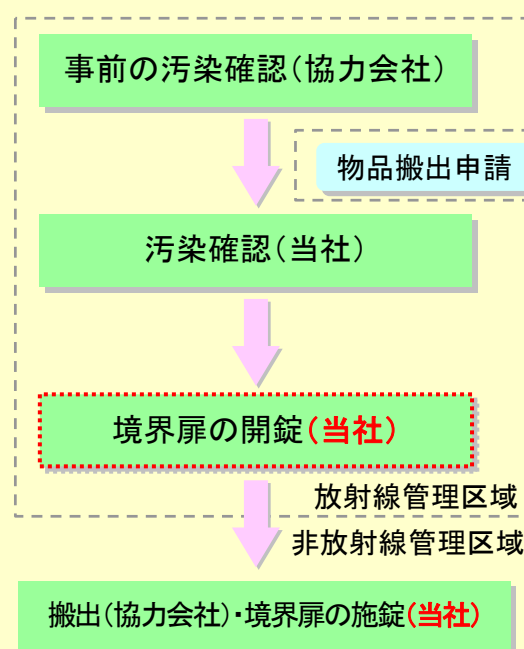 事前の汚染確認(協力会社)
物品搬出申請
汚染確認(当社)
境界扉の開錠(当社)
放射線管理区域
非放射線管理区域
搬出(協力会社)・境界扉の施錠(当社)